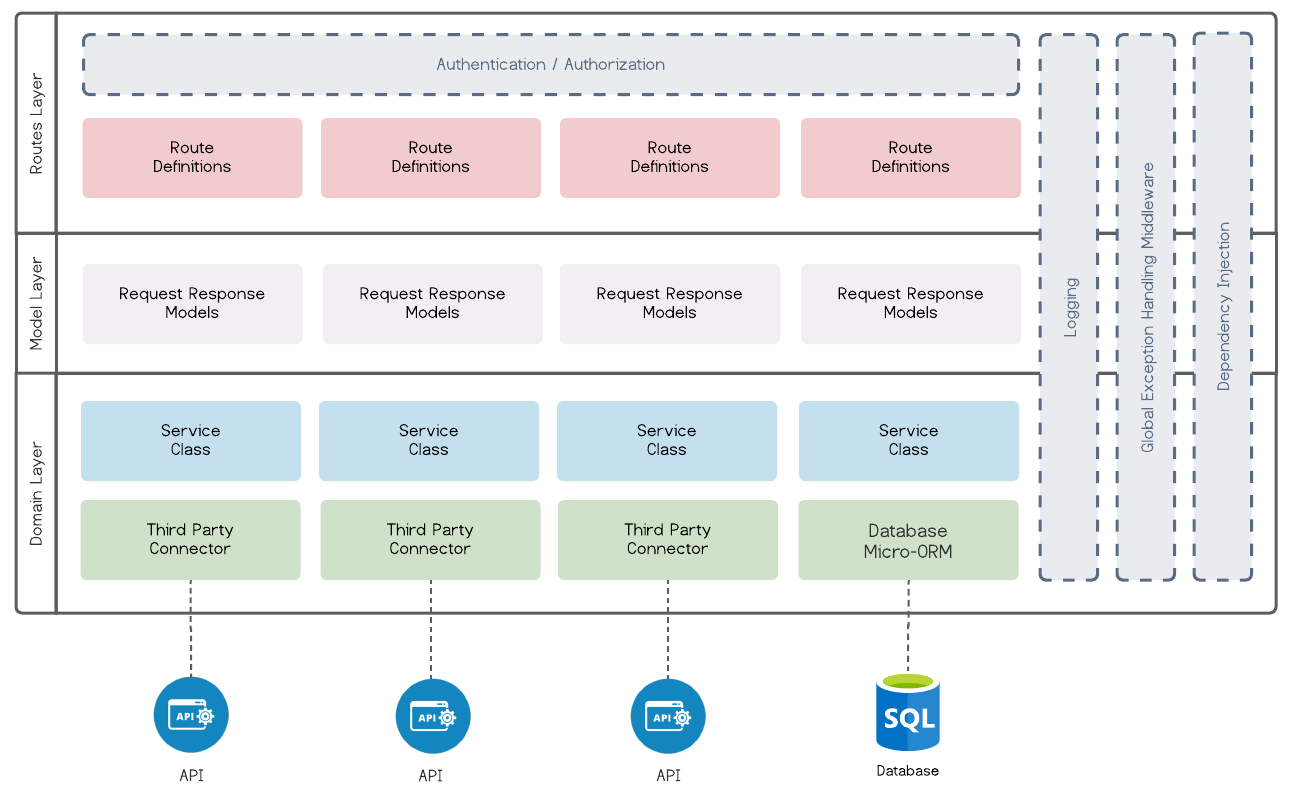 Routes Layer
Authentication / Authorization
Route
Definitions
Route
Definitions
Route
Definitions
Route
Definitions
Model Layer
Request Response
Models
Request Response
Models
Request Response
Models
Request Response
Models
Domain Layer
Service
Class
Service
Class
Service
Class
Service
Class
Third Party
Connector
Third Party
Connector
Third Party
Connector
Database
Micro-ORM
Logging
Global Exception Handing Middleware
Dependency Injection
API
API
API
SQL
API
API
API
Database